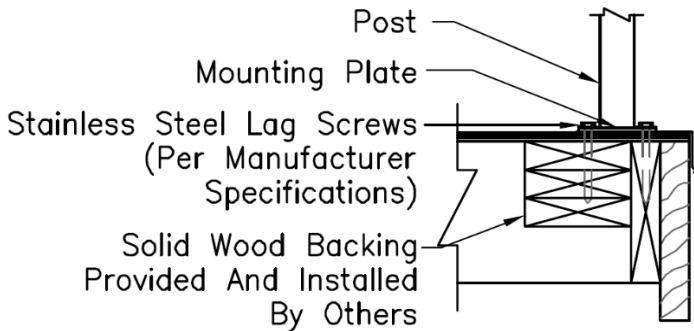 Post
Mounting Plate
Stainless Steel Lag Screws
(Per Manufacturer
Specifications)
Solid Wood Backing
Provided And Installed
By Others